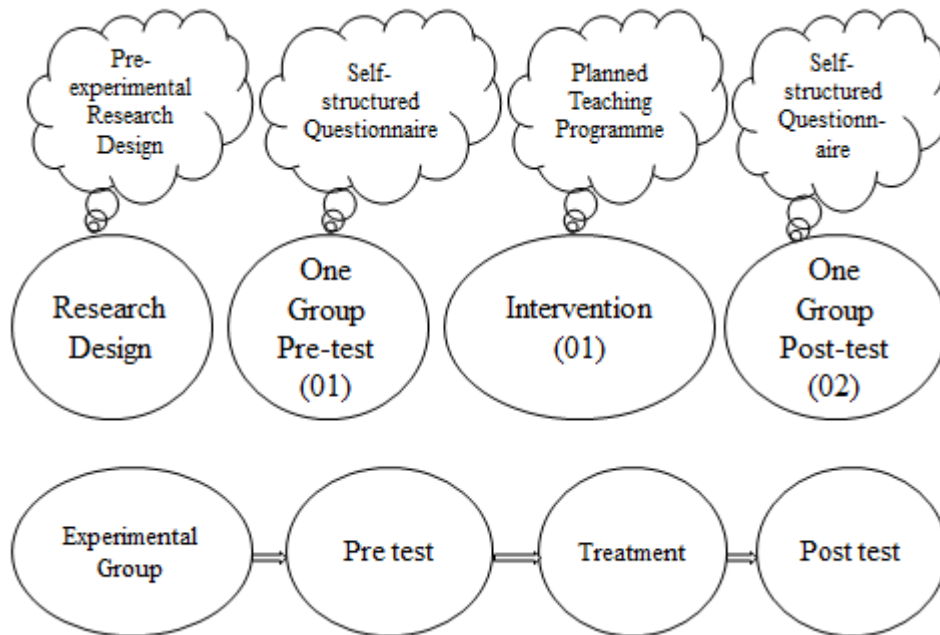 Pre-
experimental
Research
Design
Self-
structured
Questionnaire
Planned
Teaching
Programme
Self-
structured
Questionn-
aire
Research
Design
One
Group
Pre-test
(01)
Intervention
(01)
One
Group
Post-test
(02)
Experimental
Group
Pre test
Treatment
Post test